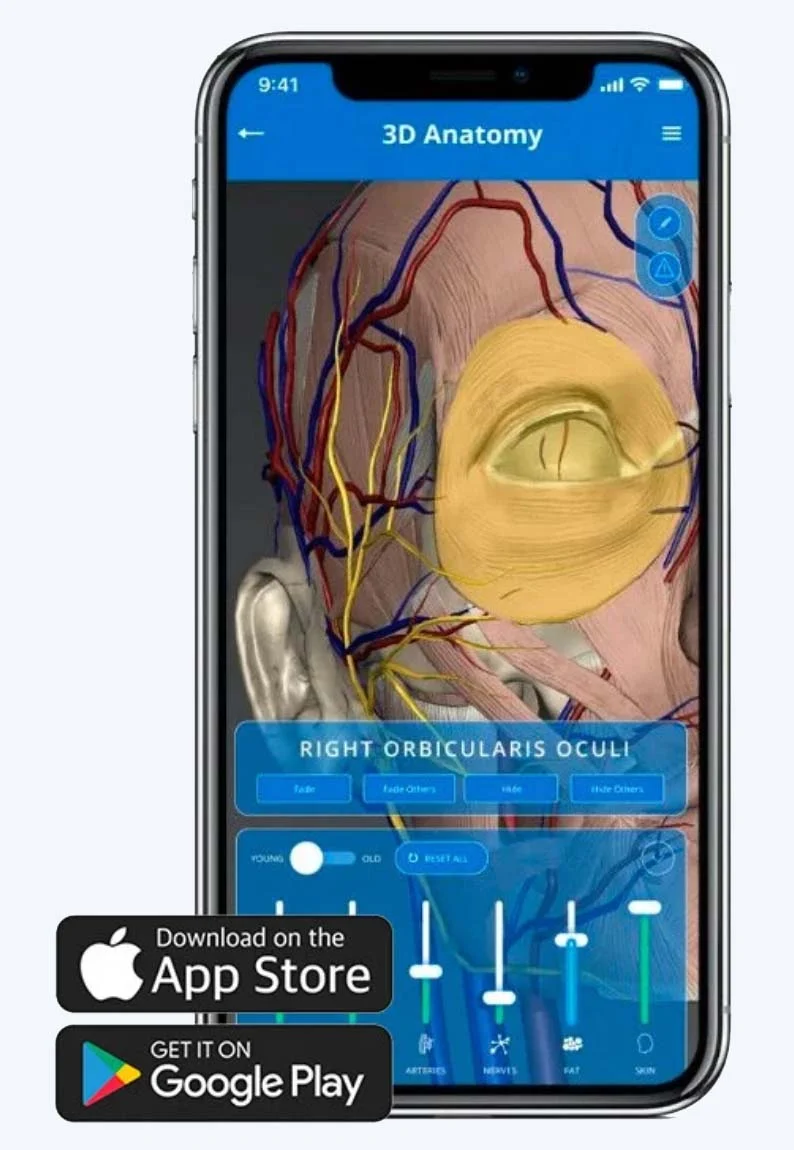 9:41
3D Anatomy
RIGHT ORBICULARIS OCULI
Fade Fade Others Hide Hide Others
YOUNG OLD RESET ALL
Download on the
App Store
GET IT ON
Google Play
ARTERIES NERVES FAT SKIN